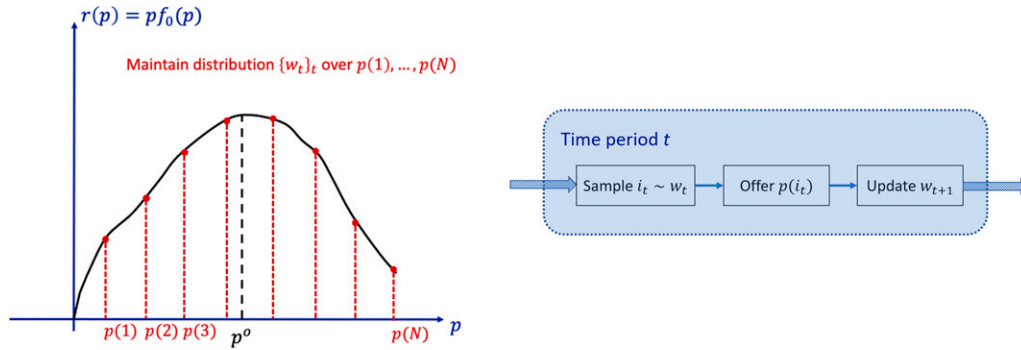 r(p) = pf₀(p)
Maintain distribution {wₜ}ₜ over p(1), … , p(N)
p(1) p(2) p(3) pᵒ p(N) p
Time period t
Sample iₜ ~ wₜ
Offer p(iₜ)
Update wₜ₊₁